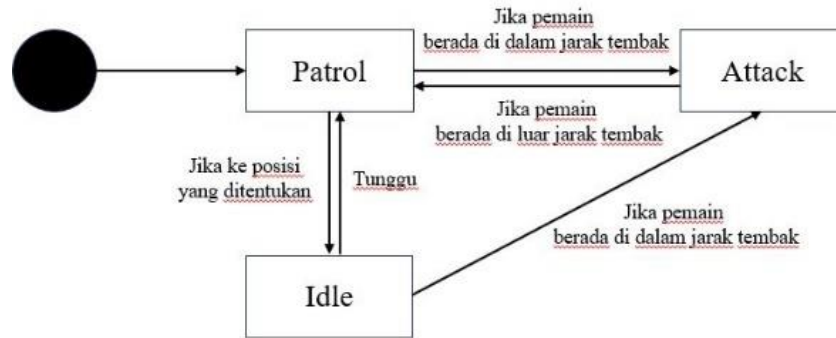 Jika pemain
berada di dalam jarak tembak
Patrol
Attack
Jika pemain
berada di luar jarak tembak
Jika ke posisi
yang ditentukan
Tunggu
Jika pemain
berada di dalam jarak tembak
Idle